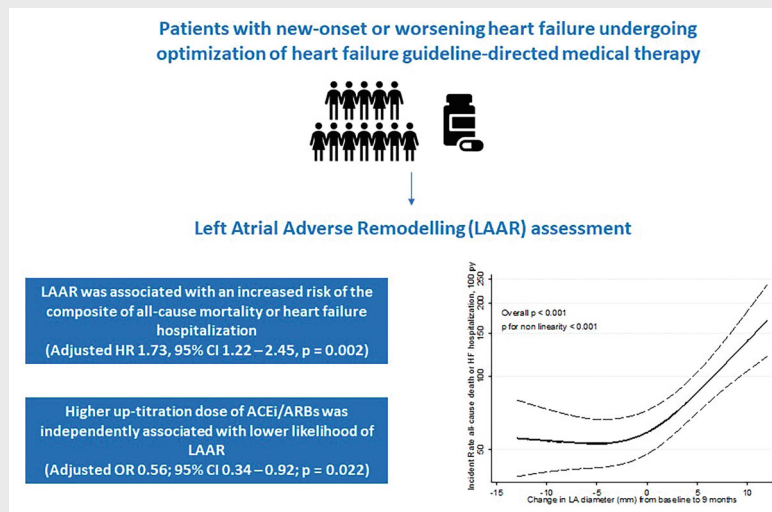 Patients with new-onset or worsening heart failure undergoing
optimization of heart failure guideline-directed medical therapy
Left Atrial Adverse Remodelling (LAAR) assessment
LAAR was associated with an increased risk of the
composite of all-cause mortality or heart failure
hospitalization
(Adjusted HR 1.73, 95% CI 1.22 – 2.45, p = 0.002)
Higher up-titration dose of ACEi/ARBs was
independently associated with lower likelihood of
LAAR
(Adjusted OR 0.56; 95% CI 0.34 – 0.92; p = 0.022)
Incident Rate all-cause death or HF hospitalization, 100 py
250
200
150
100
50
Overall p < 0.001
p for non linearity < 0.001
-15 -10 -5 0 5 10
Change in LA diameter (mm) from baseline to 9 months